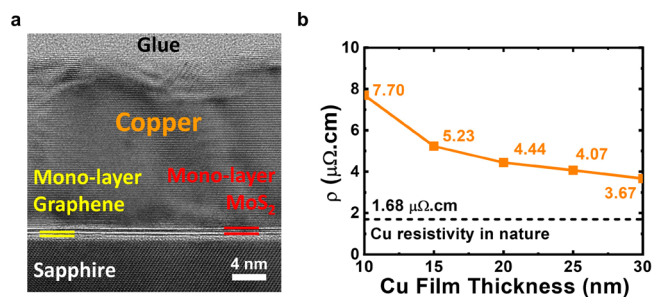 a
Glue
Copper
Mono-layer
Graphene
Mono-layer
MoS₂
Sapphire
4 nm
b
ρ (μΩ.cm)
10
8
6
4
2
0
7.70
5.23
4.44
4.07
3.67
1.68 μΩ.cm
Cu resistivity in nature
10 15 20 25 30
Cu Film Thickness (nm)